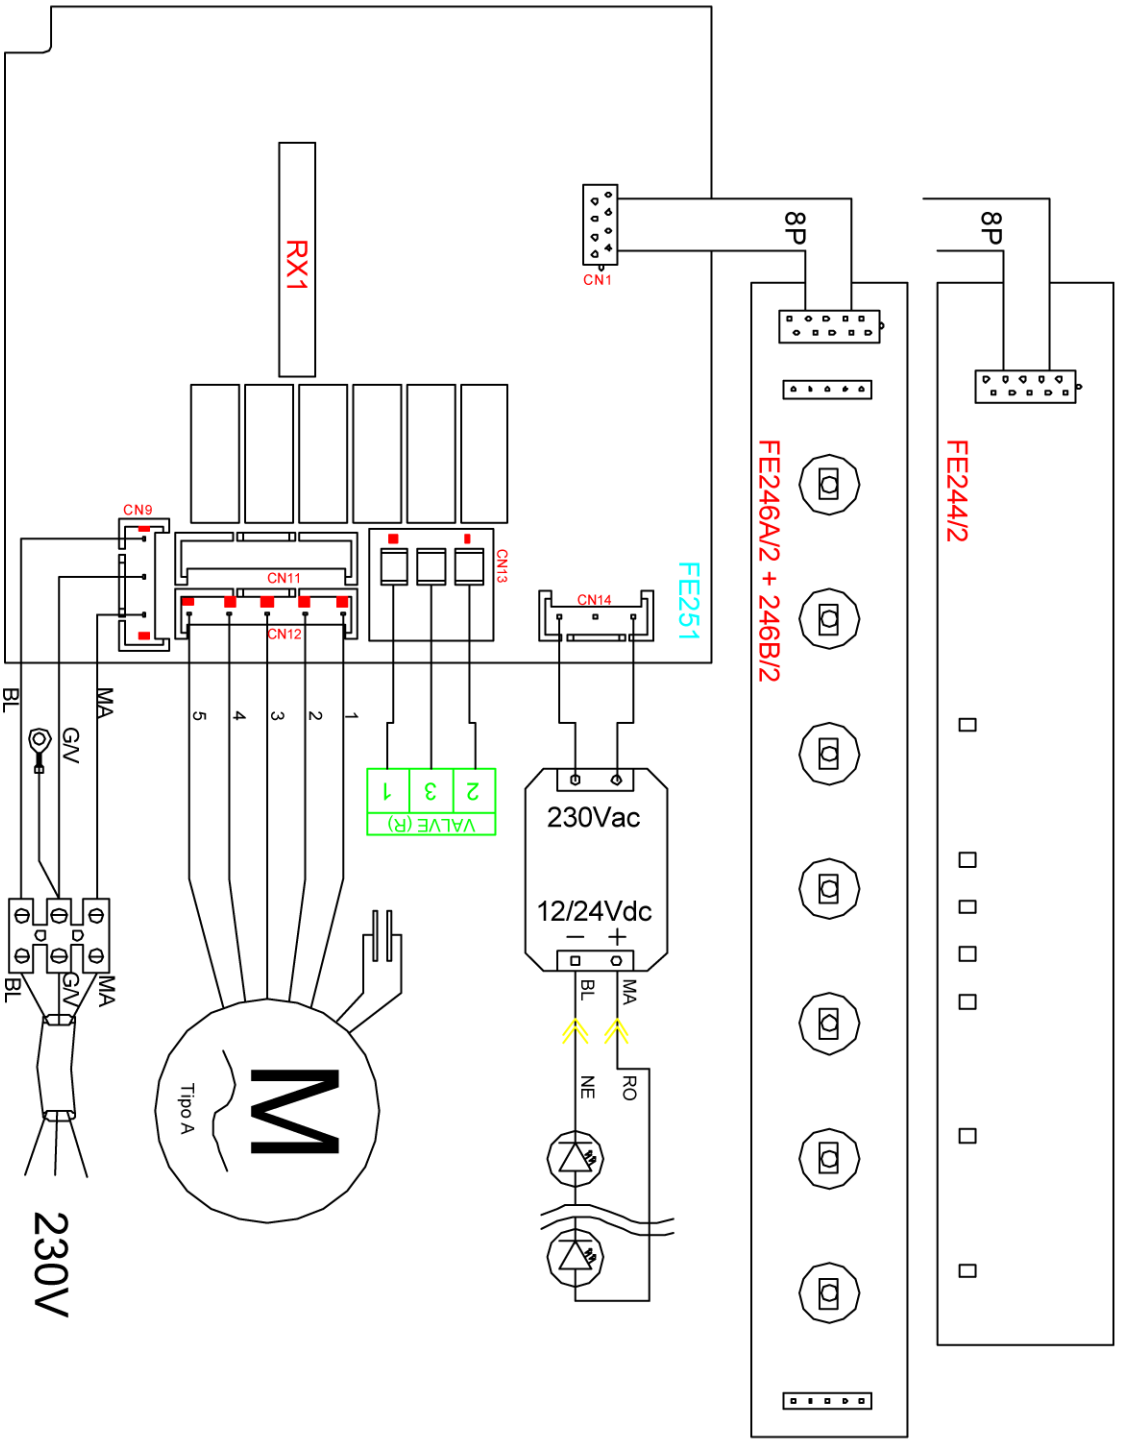 8P
8P
RX1
CN1
FE246A/2 + 246B/2
FE244/2
CN9
CN11
CN13
CN14
FE251
CN12
BL
MA
G/V
5
4
3
2
1
1
3
2
VALVE (R)
230Vac
12/24Vdc
- +
BL
MA
BL
G/V
MA
NE
RO
M
Tipo A
230V